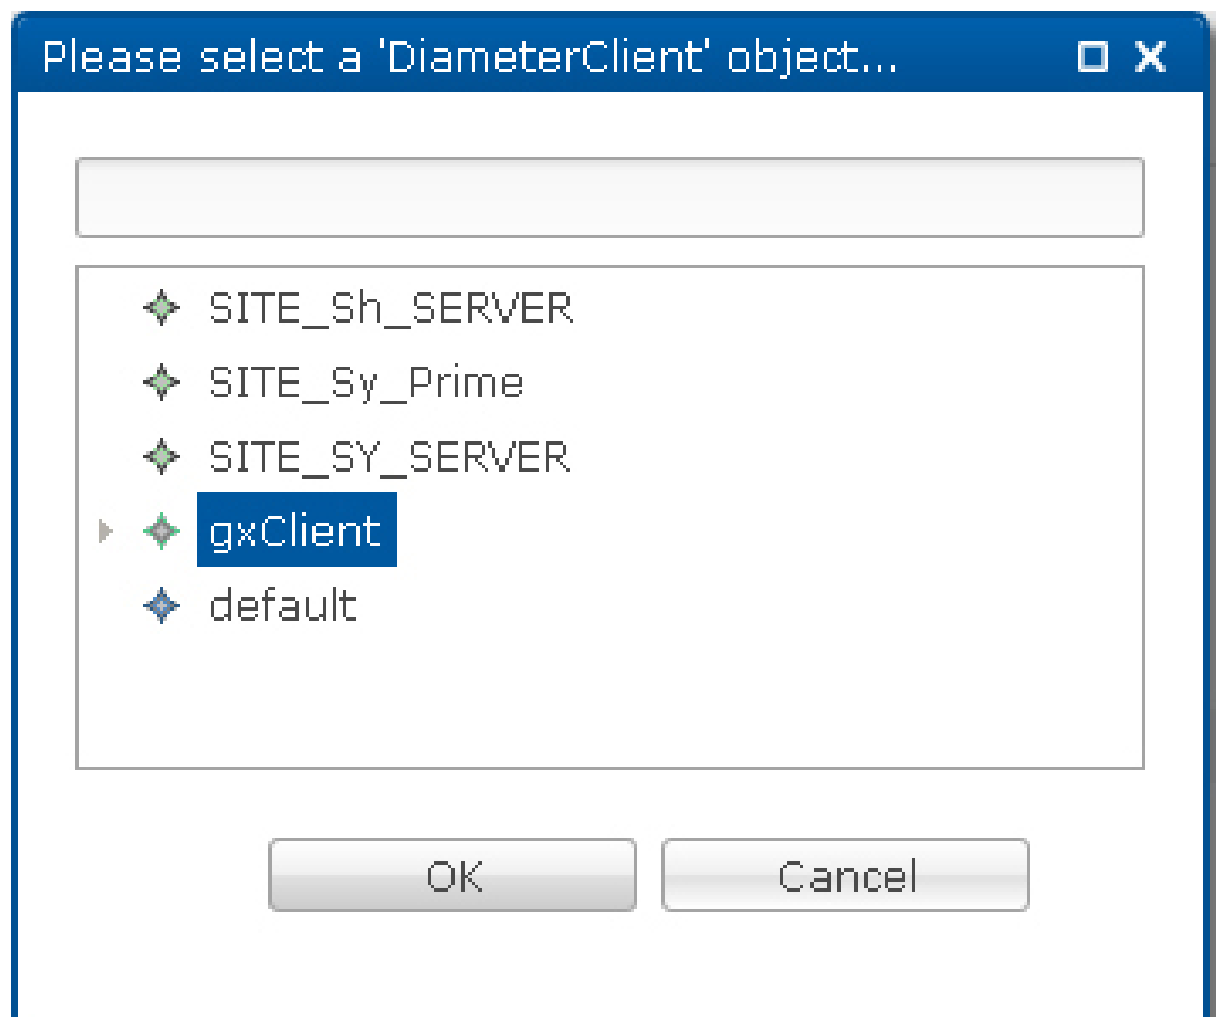 Please select a 'DiameterClient' object...
SITE_Sh_SERVER
SITE_Sy_Prime
SITE_SY_SERVER
gxClient
default
OK
Cancel